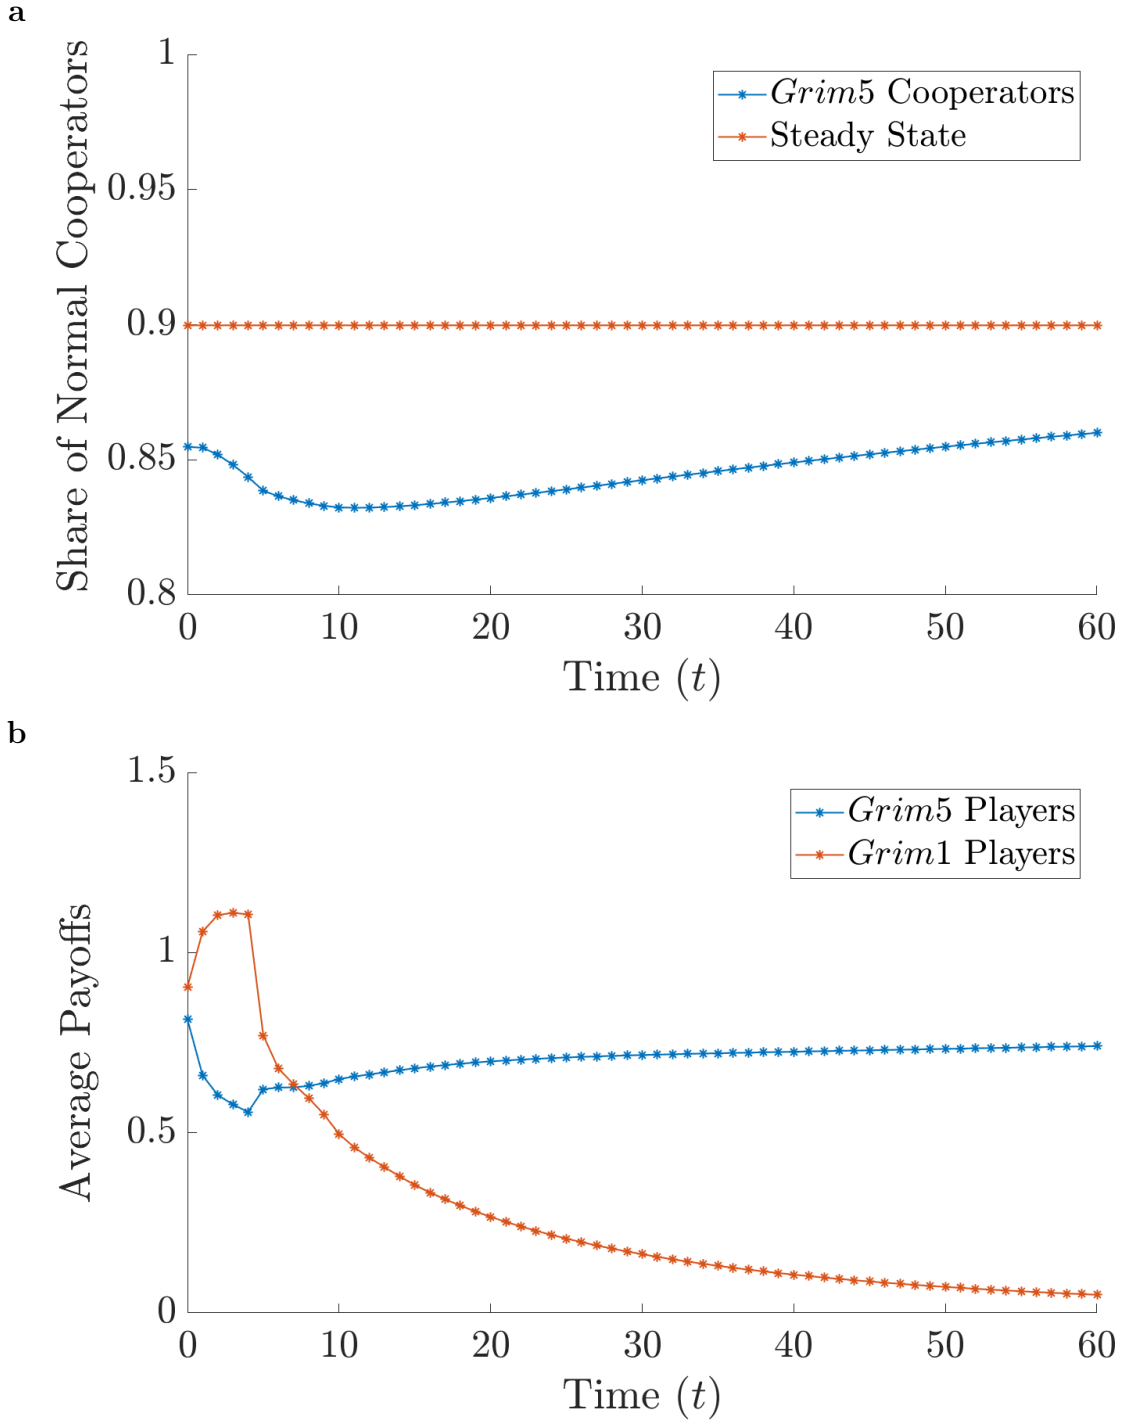 a
Share of Normal Cooperators
1
0.95
0.9
0.85
0.8
Grim5 Cooperators
Steady State
0 10 20 30 40 50 60
Time (t)
b
Average Payoffs
1.5
1
0.5
0
Grim5 Players
Grim1 Players
0 10 20 30 40 50 60
Time (t)